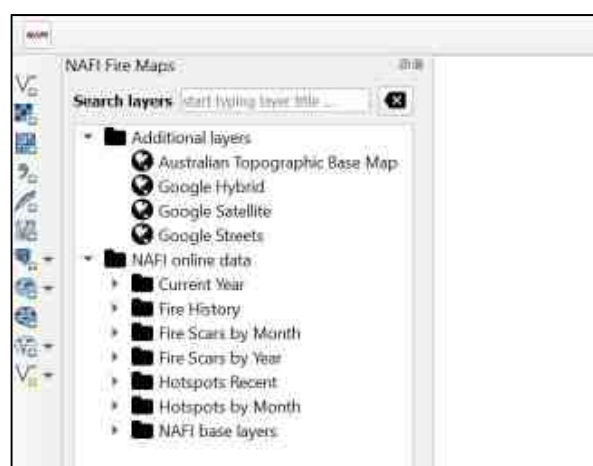 NAFI
NAFI Fire Maps
Search layers start typing layer title ...
Additional layers
Australian Topographic Base Map
Google Hybrid
Google Satellite
Google Streets
NAFI online data
Current Year
Fire History
Fire Scars by Month
Fire Scars by Year
Hotspots Recent
Hotspots by Month
NAFI base layers